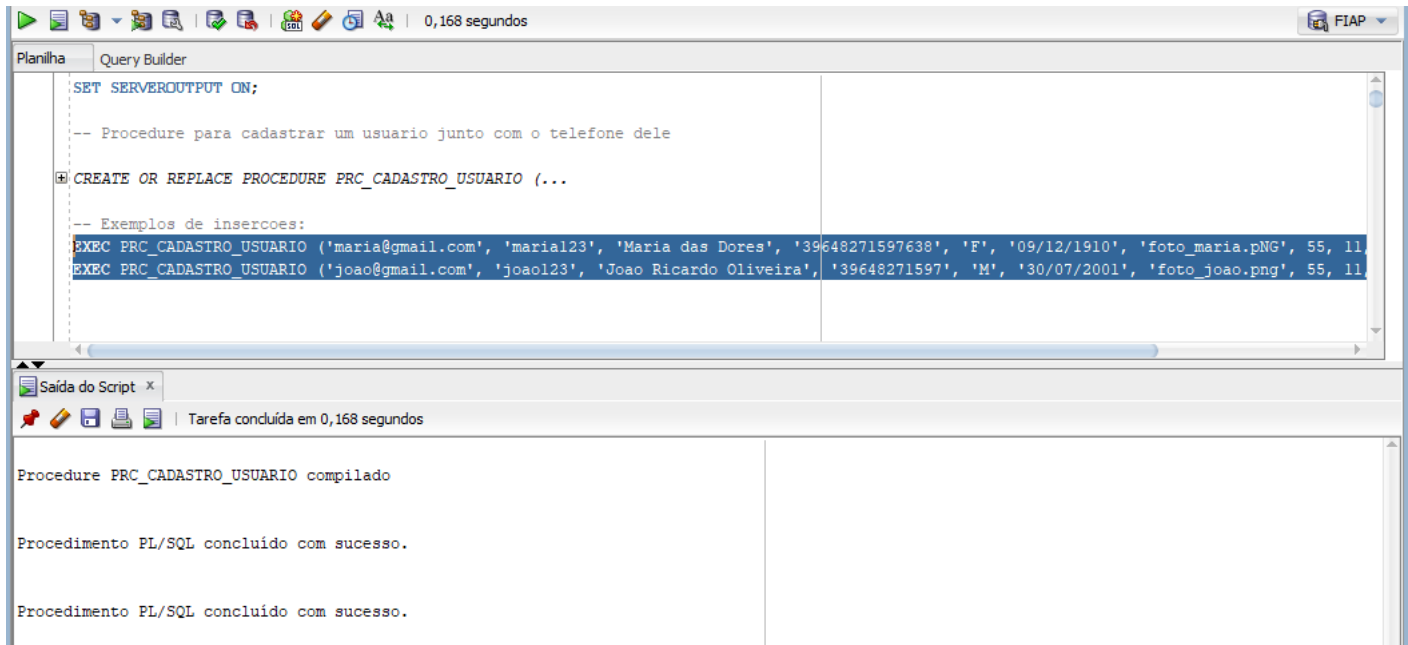 0,168 segundos
FIAP
Planilha
Query Builder
SET SERVEROUTPUT ON;
-- Procedure para cadastrar um usuario junto com o telefone dele
CREATE OR REPLACE PROCEDURE PRC_CADASTRO_USUARIO (...
-- Exemplos de insercoes:
EXEC PRC_CADASTRO_USUARIO ('maria@gmail.com', 'maria123', 'Maria das Dores', '39648271597638', 'F', '09/12/1910', 'foto_maria.pNG', 55, 11,
EXEC PRC_CADASTRO_USUARIO ('joao@gmail.com', 'joao123', 'Joao Ricardo Oliveira', '39648271597', 'M', '30/07/2001', 'foto_joao.png', 55, 11,
Saída do Script x
Tarefa concluída em 0,168 segundos
Procedure PRC_CADASTRO_USUARIO compilado
Procedimento PL/SQL concluído com sucesso.
Procedimento PL/SQL concluído com sucesso.